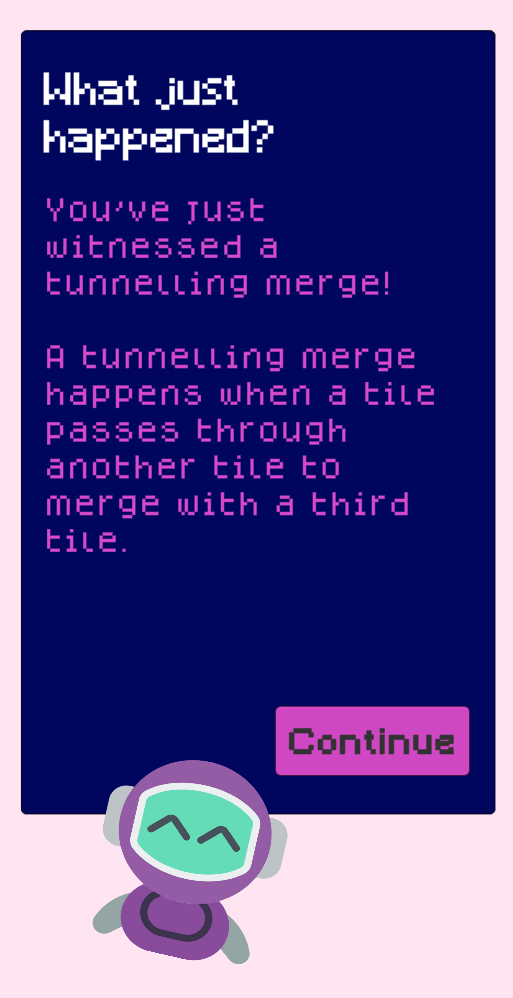 What just
happened?
You've just
witnessed a
tunnelling merge!
A tunnelling merge
happens when a tile
passes through
another tile to
merge with a third
tile.
Continue